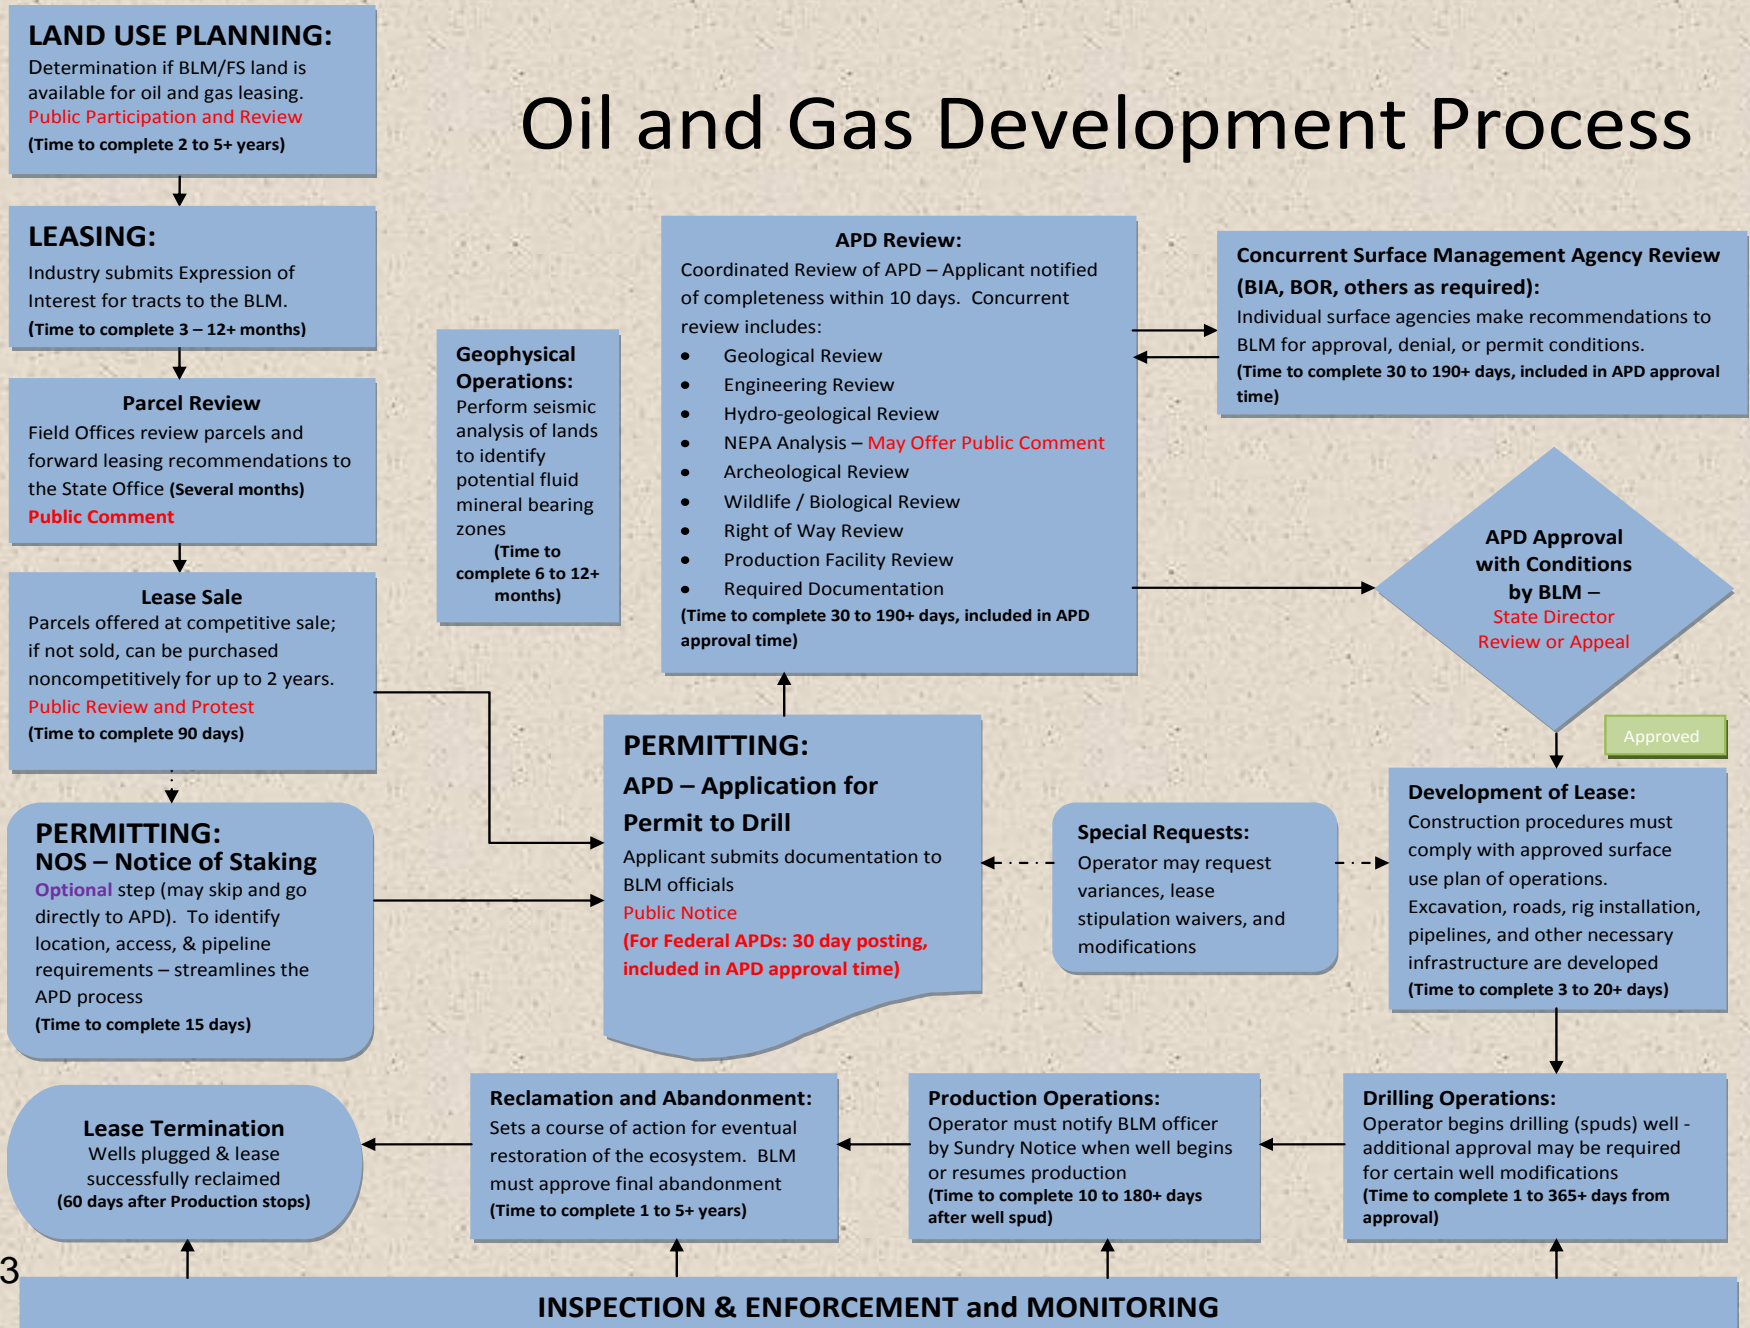 Oil and Gas Development Process
LAND USE PLANNING:
Determination if BLM/FS land is
available for oil and gas leasing.
Public Participation and Review
(Time to complete 2 to 5+ years)
LEASING:
Industry submits Expression of
Interest for tracts to the BLM.
(Time to complete 3 – 12+ months)
Parcel Review
Field Offices review parcels and
forward leasing recommendations to
the State Office (Several months)
Public Comment
Lease Sale
Parcels offered at competitive sale;
if not sold, can be purchased
noncompetitively for up to 2 years.
Public Review and Protest
(Time to complete 90 days)
PERMITTING:
NOS – Notice of Staking
Optional step (may skip and go
directly to APD).  To identify
location, access, & pipeline
requirements – streamlines the
APD process
(Time to complete 15 days)
Geophysical
Operations:
Perform seismic
analysis of lands
to identify
potential fluid
mineral bearing
zones
(Time to
complete 6 to 12+
months)
APD Review:
Coordinated Review of APD – Applicant notified
of completeness within 10 days.  Concurrent
review includes:
• Geological Review
• Engineering Review
• Hydro-geological Review
• NEPA Analysis – May Offer Public Comment
• Archeological Review
• Wildlife / Biological Review
• Right of Way Review
• Production Facility Review
• Required Documentation
(Time to complete 30 to 190+ days, included in APD
approval time)
Concurrent Surface Management Agency Review
(BIA, BOR, others as required):
Individual surface agencies make recommendations to
BLM for approval, denial, or permit conditions.
(Time to complete 30 to 190+ days, included in APD approval
time)
APD Approval
with Conditions
by BLM –
State Director
Review or Appeal
Approved
PERMITTING:
APD – Application for
Permit to Drill
Applicant submits documentation to
BLM officials
Public Notice
(For Federal APDs: 30 day posting,
included in APD approval time)
Special Requests:
Operator may request
variances, lease
stipulation waivers, and
modifications
Development of Lease:
Construction procedures must
comply with approved surface
use plan of operations.
Excavation, roads, rig installation,
pipelines, and other necessary
infrastructure are developed
(Time to complete 3 to 20+ days)
Drilling Operations:
Operator begins drilling (spuds) well -
additional approval may be required
for certain well modifications
(Time to complete 1 to 365+ days from
approval)
Production Operations:
Operator must notify BLM officer
by Sundry Notice when well begins
or resumes production
(Time to complete 10 to 180+ days
after well spud)
Reclamation and Abandonment:
Sets a course of action for eventual
restoration of the ecosystem.  BLM
must approve final abandonment
(Time to complete 1 to 5+ years)
Lease Termination
Wells plugged & lease
successfully reclaimed
(60 days after Production stops)
3
INSPECTION & ENFORCEMENT and MONITORING